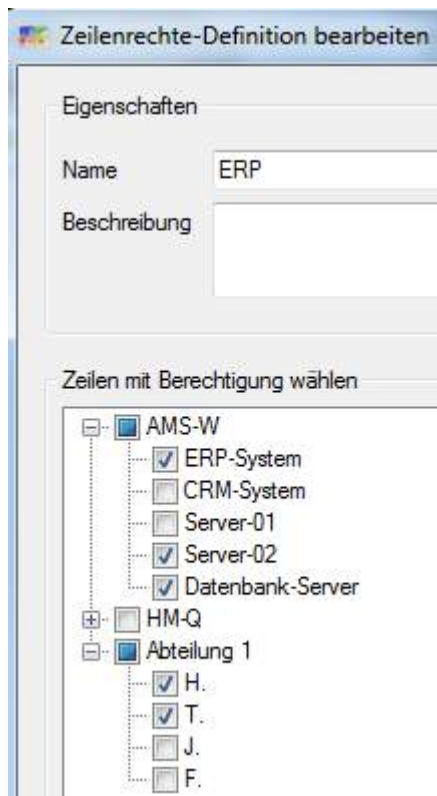 Zeilenrechte-Definition bearbeiten
Eigenschaften
Name ERP
Beschreibung
Zeilen mit Berechtigung wählen
AMS-W
ERP-System
CRM-System
Server-01
Server-02
Datenbank-Server
HM-Q
Abteilung 1
H.
T.
J.
F.